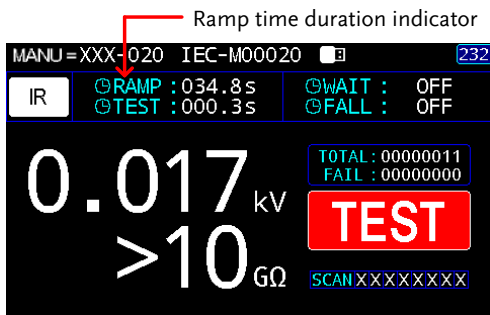 Ramp time duration indicator
MANU=XXX-020 IEC-M00020 232
IR
RAMP :034.8s WAIT : OFF
TEST :000.3s FALL : OFF
0.017 kV
>10 GΩ
TOTAL:00000011
FAIL :00000000
TEST
SCAN XXXXXXXX